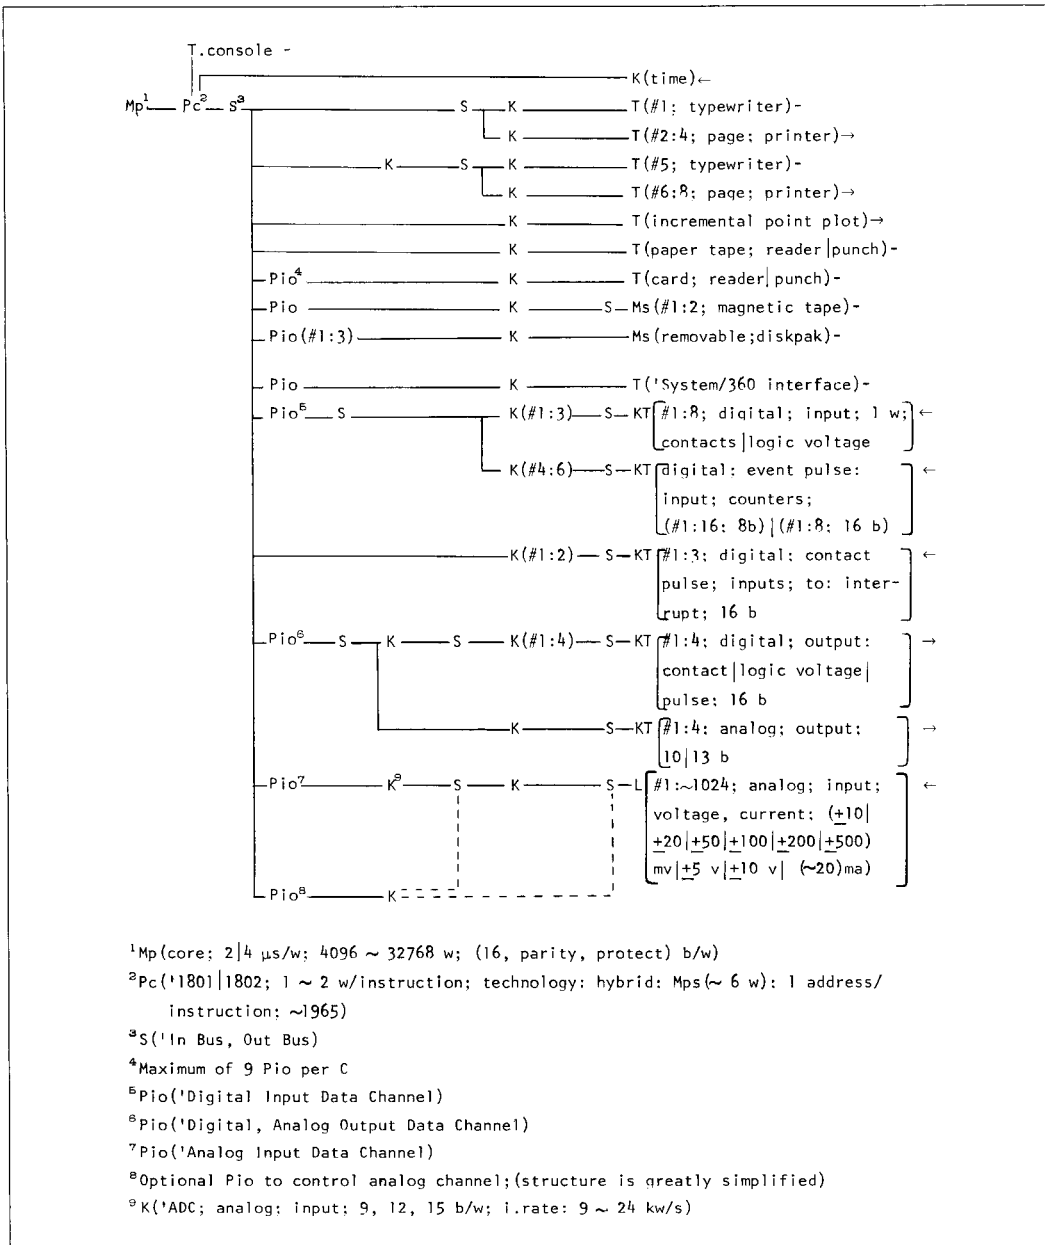 T.console -
K(time)←
Mp¹ Pc² S³ S K T(#1; typewriter)-
K T(#2:4; page; printer)→
K S K T(#5; typewriter)-
K T(#6:8; page; printer)→
K T(incremental point plot)→
K T(paper tape; reader|punch)-
Pio⁴ K T(card; reader|punch)-
Pio K S Ms(#1:2; magnetic tape)-
Pio(#1:3) K Ms(removable;diskpak)-
Pio K T('System/360 interface)-
Pio⁵ S K(#1:3) S KT [#1:8; digital; input; 1 w; ] ←
contacts|logic voltage
K(#4:6) S KT [digital: event pulse: ] ←
input; counters;
(#1:16; 8b)|(#1:8; 16 b)
K(#1:2) S KT [#1:3; digital; contact ] ←
pulse; inputs; to: inter-
rupt; 16 b
Pio⁶ S K S K(#1:4) S KT [#1:4; digital; output: ] →
contact|logic voltage|
pulse; 16 b
K S KT [#1:4; analog; output; ] →
10|13 b
Pio⁷ K⁹ S K S L [#1:~1024; analog; input; ] ←
voltage, current; (±10|
±20|±50|±100|±200|±500)
mv|±5 v|±10 v| (~20)ma)
Pio⁸ K
¹Mp(core; 2|4 μs/w; 4096 ~ 32768 w; (16, parity, protect) b/w)
²Pc('1801|1802; 1 ~ 2 w/instruction; technology: hybrid: Mps(~ 6 w): 1 address/
instruction; ~1965)
³S('In Bus, Out Bus)
⁴Maximum of 9 Pio per C
⁵Pio('Digital Input Data Channel)
⁶Pio('Digital, Analog Output Data Channel)
⁷Pio('Analog Input Data Channel)
⁸Optional Pio to control analog channel;(structure is greatly simplified)
⁹K('ADC; analog; input; 9, 12, 15 b/w; i.rate: 9 ~ 24 kw/s)